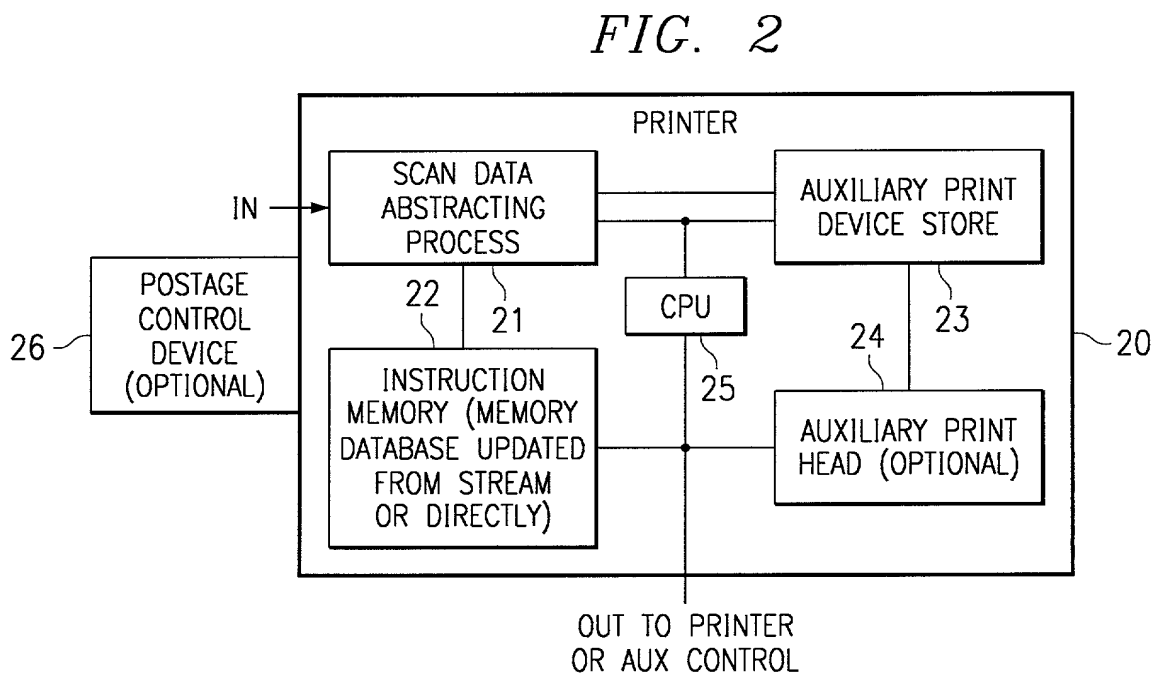 FIG. 2
PRINTER
SCAN DATA
ABSTRACTING
PROCESS
AUXILIARY PRINT
DEVICE STORE
IN
POSTAGE
CONTROL
DEVICE
(OPTIONAL)
26
22
21
CPU
25
23
24
20
INSTRUCTION
MEMORY (MEMORY
DATABASE UPDATED
FROM STREAM
OR DIRECTLY)
AUXILIARY PRINT
HEAD (OPTIONAL)
OUT TO PRINTER
OR AUX CONTROL